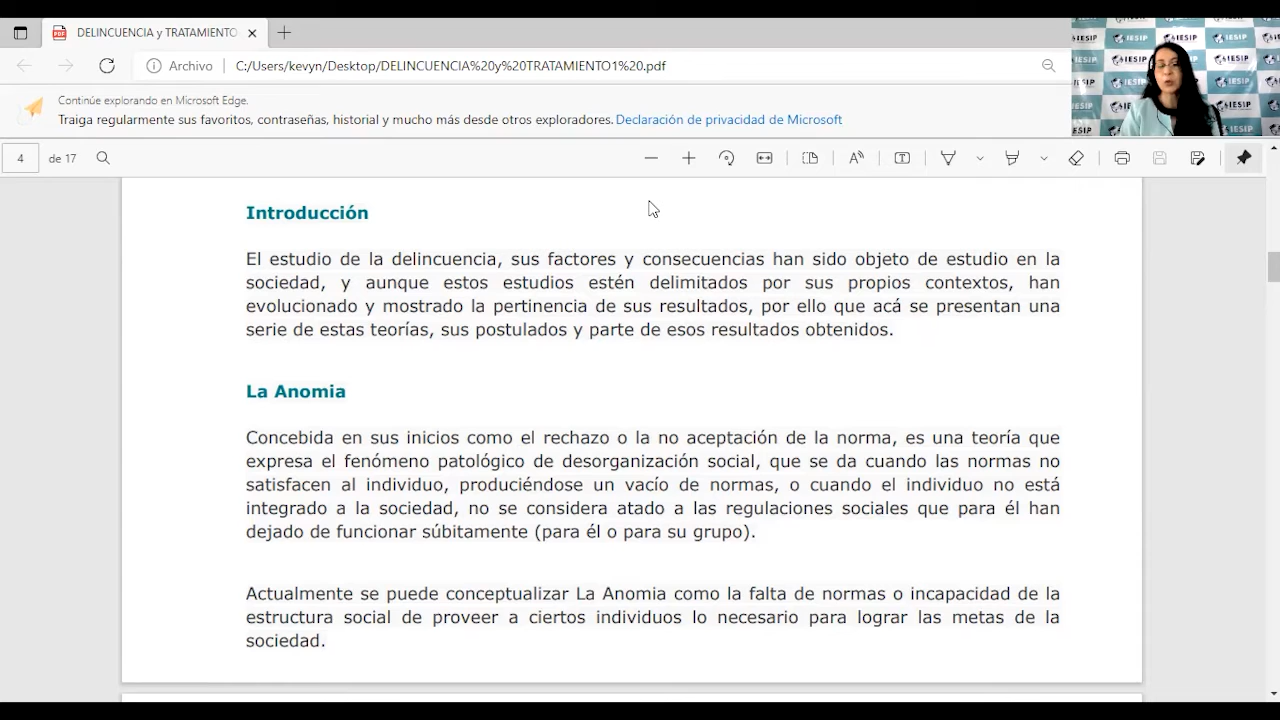 DELINCUENCIA y TRATAMIENTO
Archivo
C:/Users/kevyn/Desktop/DELINCUENCIA%20y%20TRATAMIENTO1%20.pdf
Continúe explorando en Microsoft Edge.
Traiga regularmente sus favoritos, contraseñas, historial y mucho más desde otros exploradores. Declaración de privacidad de Microsoft
4 de 17
Introducción
El estudio de la delincuencia, sus factores y consecuencias han sido objeto de estudio en la
sociedad, y aunque estos estudios estén delimitados por sus propios contextos, han
evolucionado y mostrado la pertinencia de sus resultados, por ello que acá se presentan una
serie de estas teorías, sus postulados y parte de esos resultados obtenidos.
La Anomia
Concebida en sus inicios como el rechazo o la no aceptación de la norma, es una teoría que
expresa el fenómeno patológico de desorganización social, que se da cuando las normas no
satisfacen al individuo, produciéndose un vacío de normas, o cuando el individuo no está
integrado a la sociedad, no se considera atado a las regulaciones sociales que para él han
dejado de funcionar súbitamente (para él o para su grupo).
Actualmente se puede conceptualizar La Anomia como la falta de normas o incapacidad de la
estructura social de proveer a ciertos individuos lo necesario para lograr las metas de la
sociedad.
IESIP